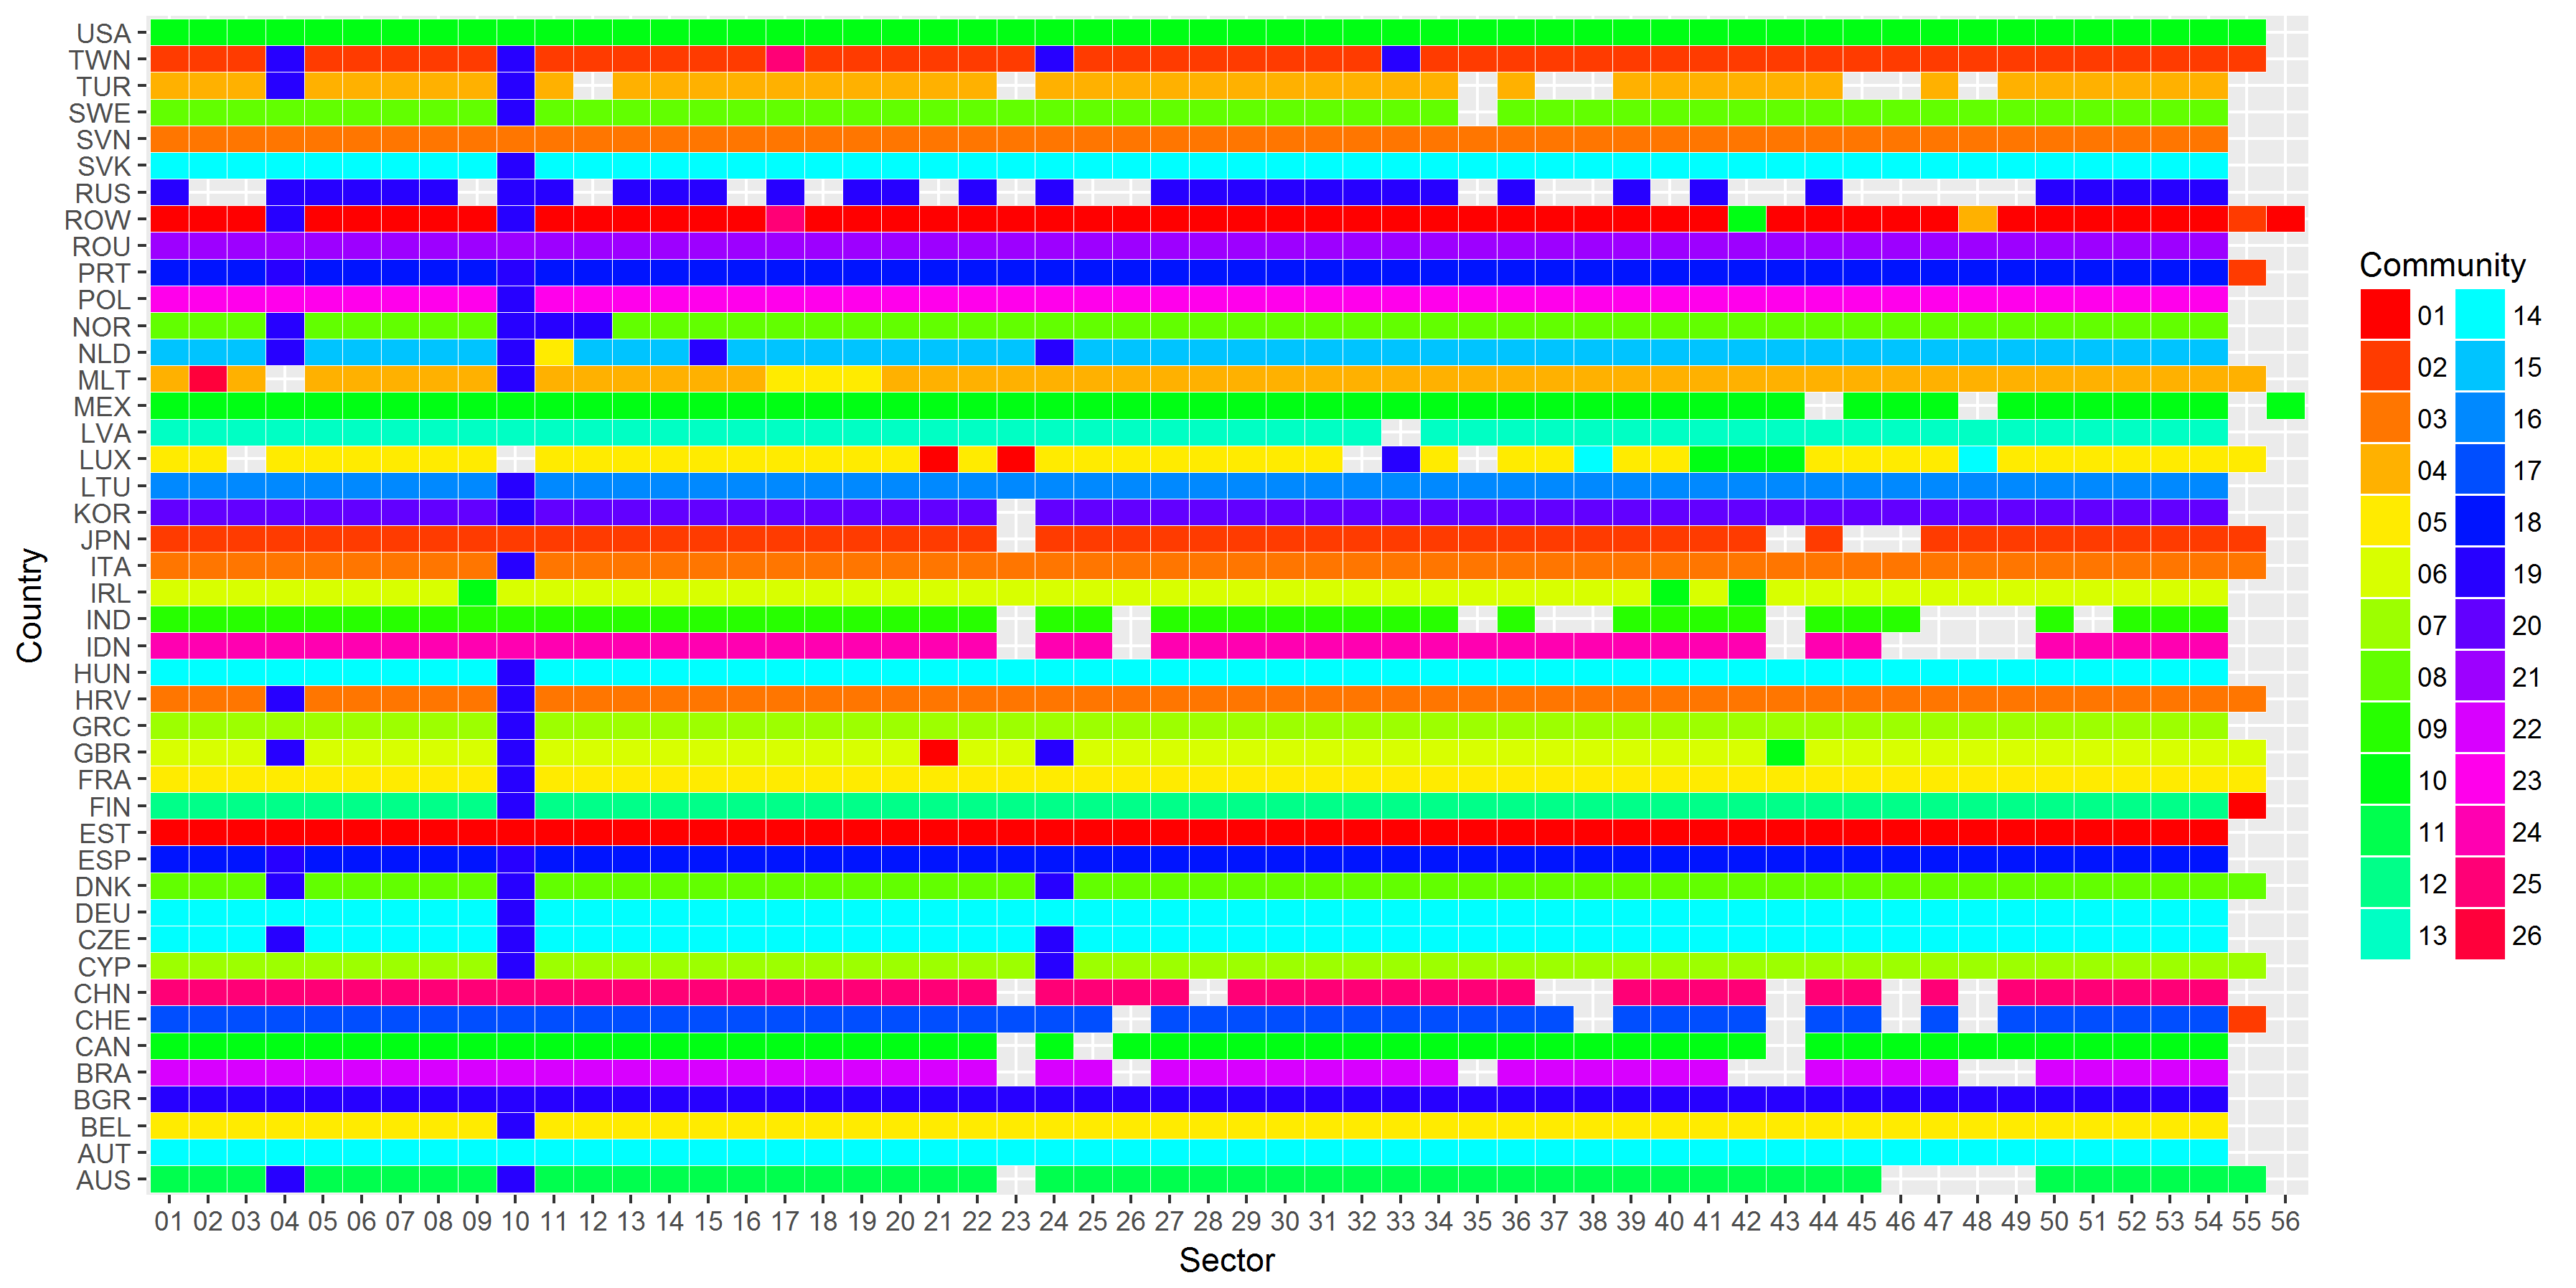 USA
TWN
TUR
SWE
SVN
SVK
RUS
ROW
ROU
PRT
POL
NOR
NLD
MLT
MEX
LVA
LUX
LTU
KOR
JPN
ITA
IRL
IND
IDN
HUN
HRV
GRC
GBR
FRA
FIN
EST
ESP
DNK
DEU
CZE
CYP
CHN
CHE
CAN
BRA
BGR
BEL
AUT
AUS
Country
01 02 03 04 05 06 07 08 09 10 11 12 13 14 15 16 17 18 19 20 21 22 23 24 25 26 27 28 29 30 31 32 33 34 35 36 37 38 39 40 41 42 43 44 45 46 47 48 49 50 51 52 53 54 55 56
Sector
Community
01 14
02 15
03 16
04 17
05 18
06 19
07 20
08 21
09 22
10 23
11 24
12 25
13 26